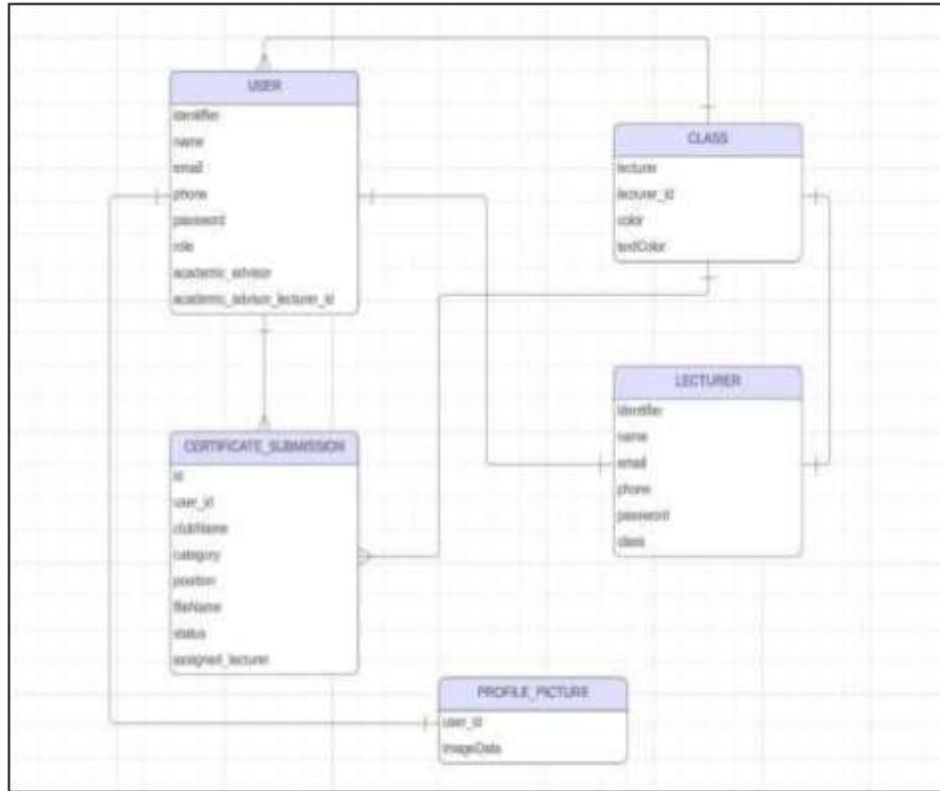 USER
identifier
name
email
phone
password
role
academic_advisor
academic_advisor_lecturer_id
CLASS
lecturer
lecturer_id
color
textColor
LECTURER
identifier
name
email
phone
password
class
CERTIFICATE_SUBMISSION
id
user_id
clubName
category
position
fileName
status
assigned_lecturer
PROFILE_PICTURE
user_id
imageData